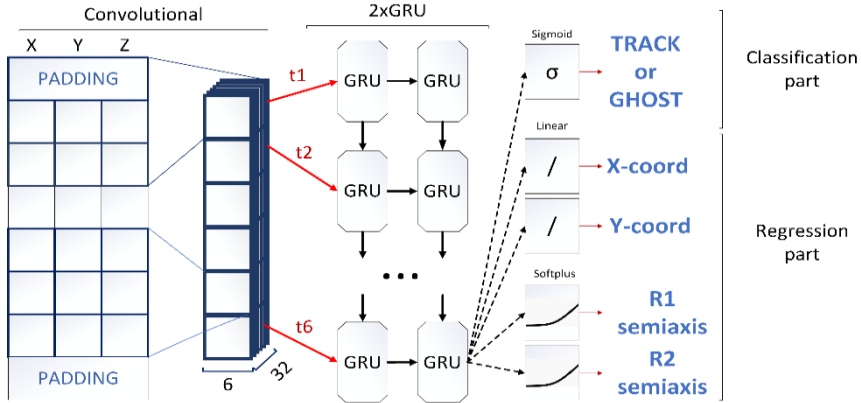 Convolutional
2xGRU
X Y Z
PADDING
PADDING
6
32
t1
t2
t6
GRU GRU
GRU GRU
GRU GRU
Sigmoid
σ
TRACK
or
GHOST
Linear
/
X-coord
/
Y-coord
Softplus
R1
semiaxis
R2
semiaxis
Classification
part
Regression
part